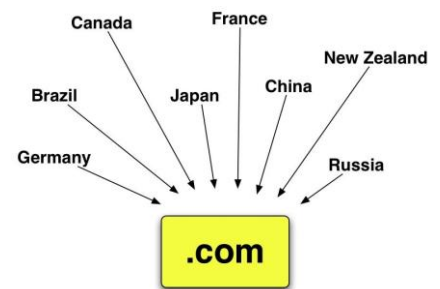 France
Canada
New Zealand
China
Brazil
Japan
Germany
Russia
.com